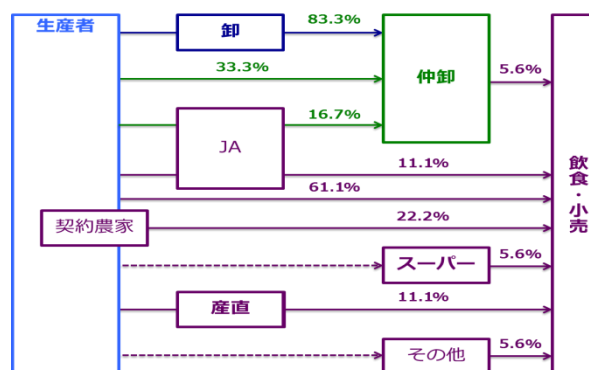 生産者
卸
83.3%
仲卸
33.3%
5.6%
JA
16.7%
11.1%
61.1%
飲食・小売
契約農家
22.2%
スーパー
5.6%
産直
11.1%
その他
5.6%